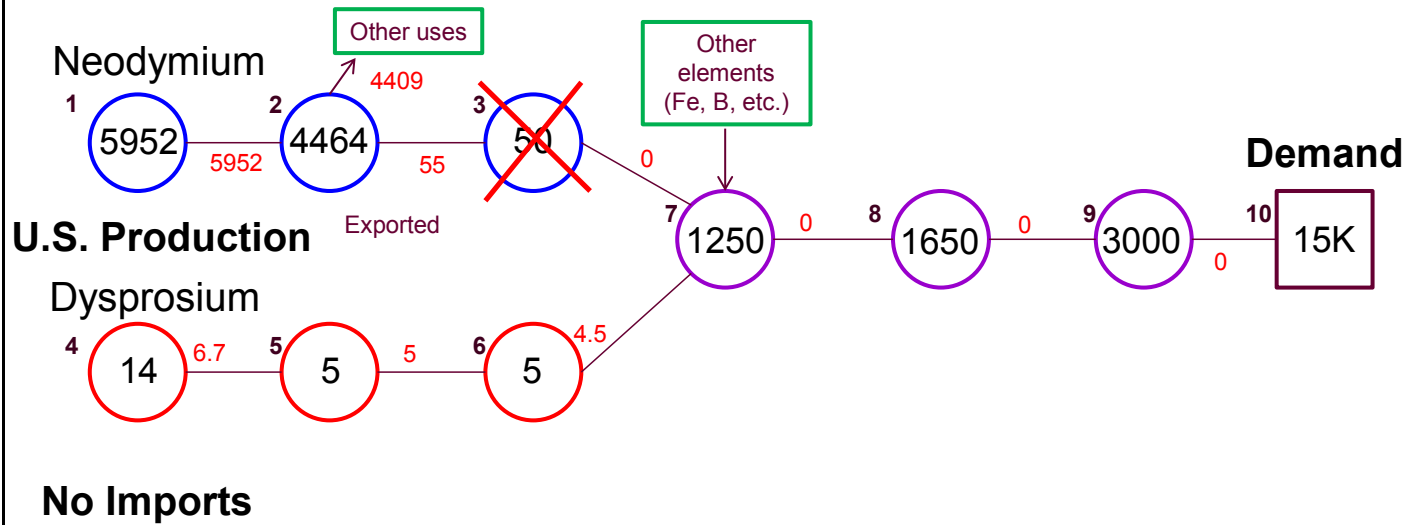 Other uses
Other
elements
(Fe, B, etc.)
Neodymium
4409
1
2
3
5952
4464
50
5952
55
0
Demand
7
8
9
10
1250
0
1650
0
3000
0
15K
Exported
U.S. Production
Dysprosium
4
5
6
14
6.7
5
5
5
4.5
No Imports